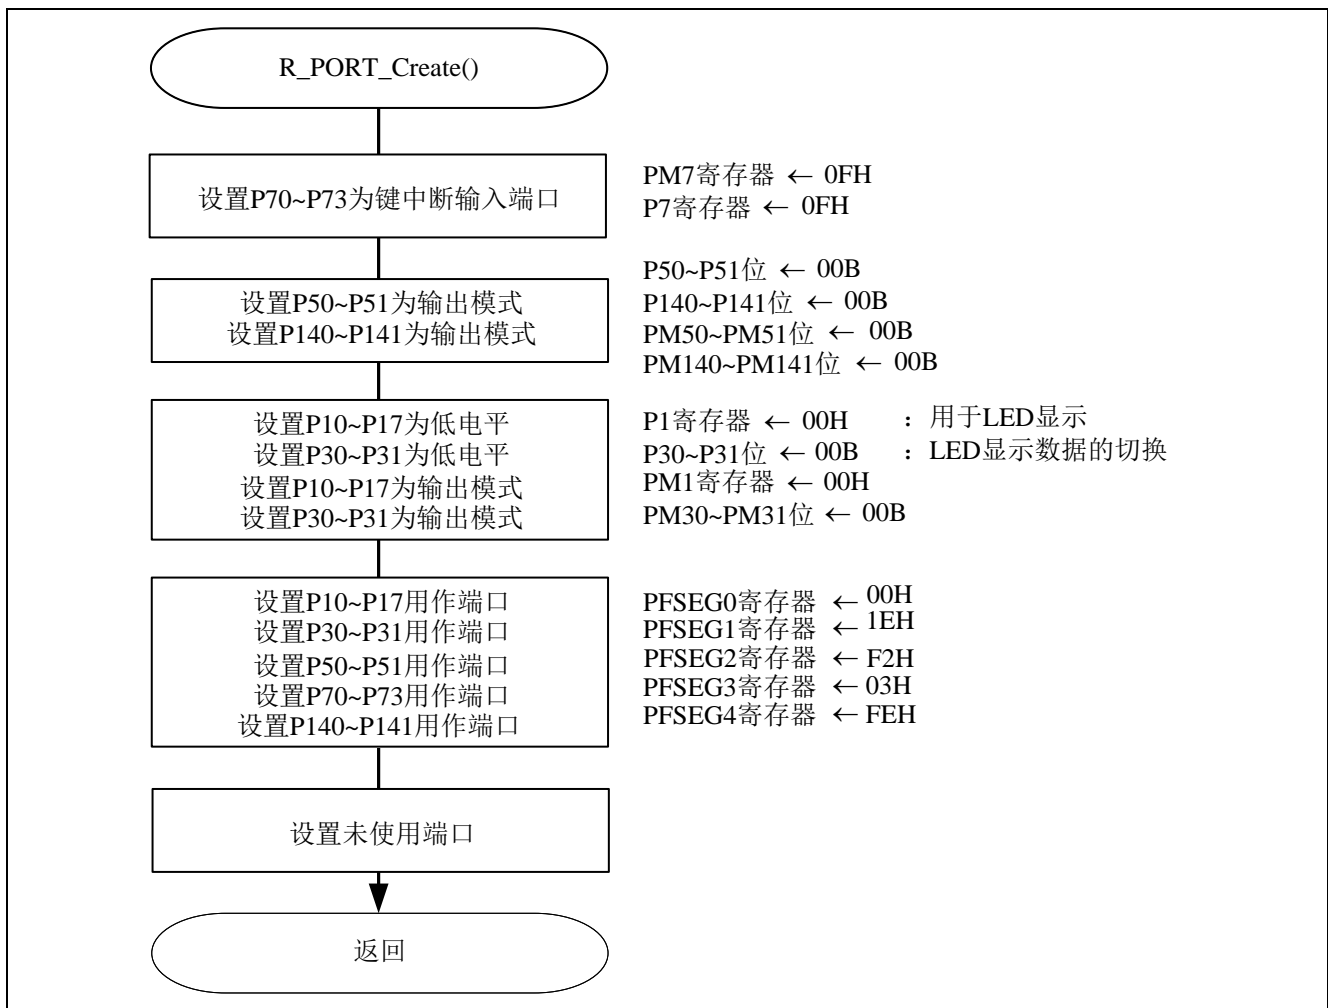 R_PORT_Create()
设置P70~P73为键中断输入端口
PM7寄存器 ← 0FH
P7寄存器 ← 0FH
设置P50~P51为输出模式
设置P140~P141为输出模式
P50~P51位 ← 00B
P140~P141位 ← 00B
PM50~PM51位 ← 00B
PM140~PM141位 ← 00B
设置P10~P17为低电平
设置P30~P31为低电平
设置P10~P17为输出模式
设置P30~P31为输出模式
P1寄存器 ← 00H ：用于LED显示
P30~P31位 ← 00B ：LED显示数据的切换
PM1寄存器 ← 00H
PM30~PM31位 ← 00B
设置P10~P17用作端口
设置P30~P31用作端口
设置P50~P51用作端口
设置P70~P73用作端口
设置P140~P141用作端口
PFSEG0寄存器 ← 00H
PFSEG1寄存器 ← 1EH
PFSEG2寄存器 ← F2H
PFSEG3寄存器 ← 03H
PFSEG4寄存器 ← FEH
设置未使用端口
返回